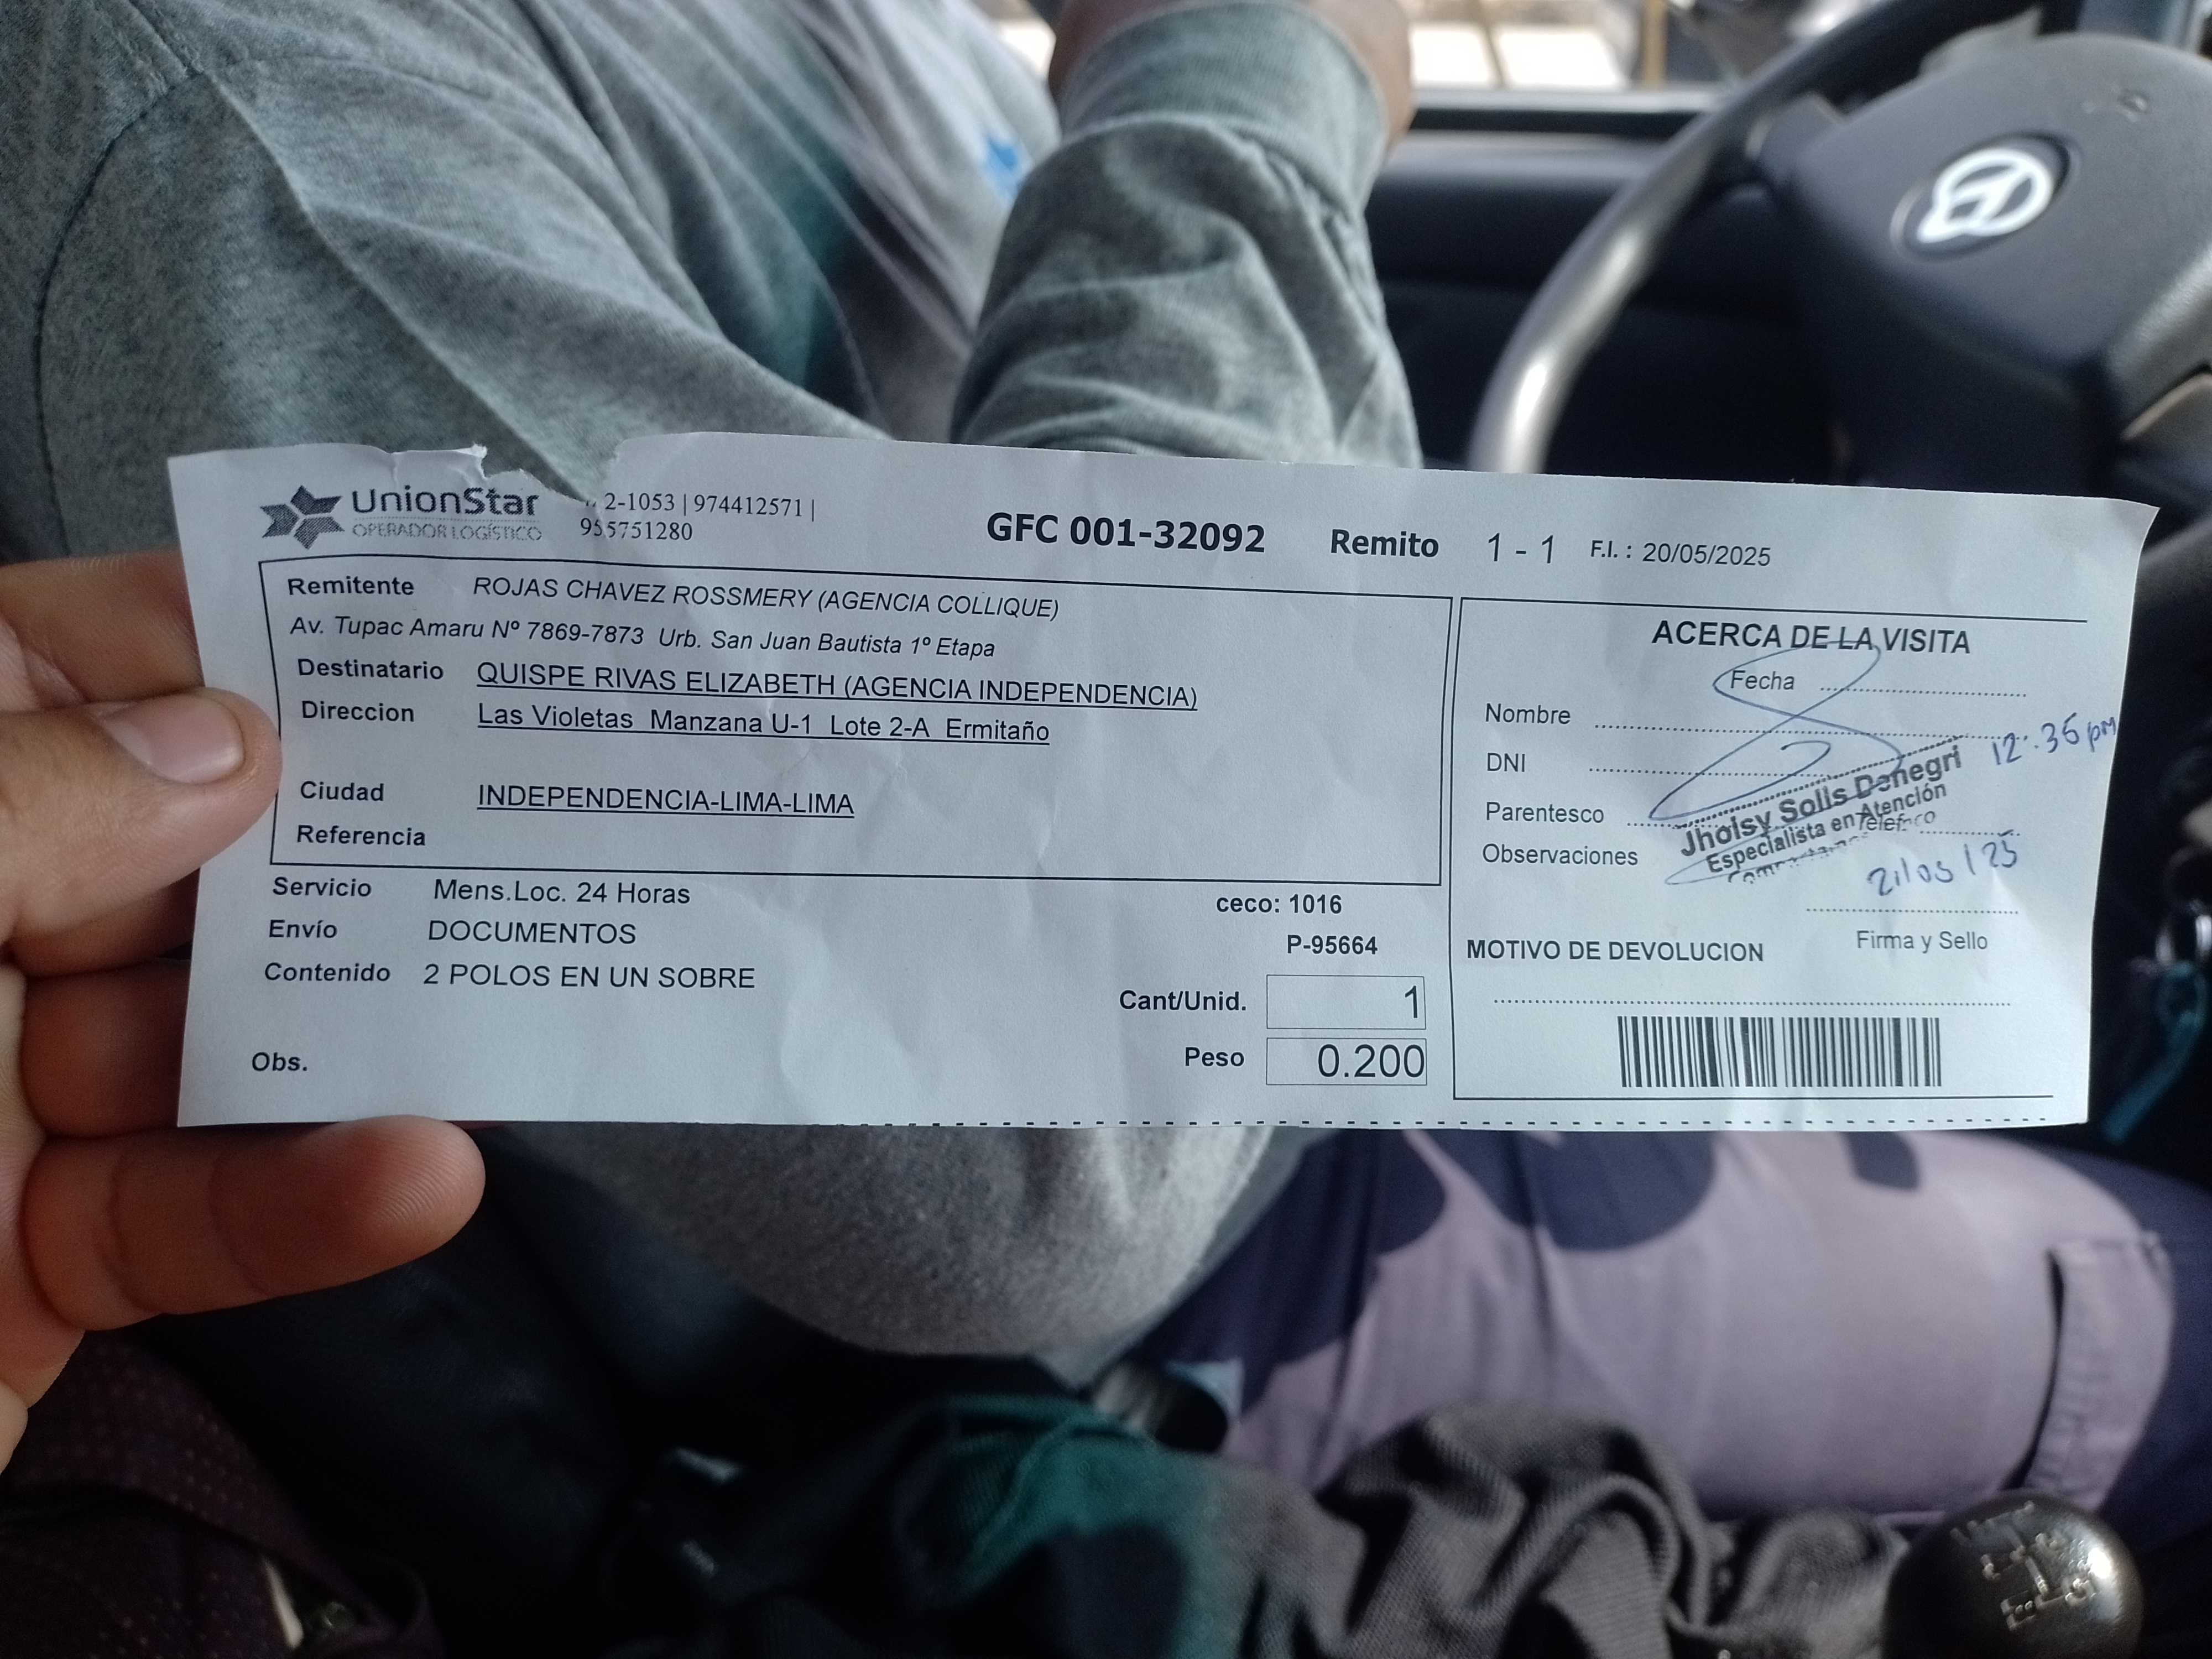 UnionStar
OPERADOR LOGÍSTICO
2-1053 | 974412571 |
955751280
GFC 001-32092 Remito 1 - 1 F.I. : 20/05/2025
Remitente ROJAS CHAVEZ ROSSMERY (AGENCIA COLLIQUE)
Av. Tupac Amaru Nº 7869-7873 Urb. San Juan Bautista 1º Etapa
Destinatario QUISPE RIVAS ELIZABETH (AGENCIA INDEPENDENCIA)
Direccion Las Violetas Manzana U-1 Lote 2-A Ermitaño
Ciudad INDEPENDENCIA-LIMA-LIMA
Referencia
Servicio Mens.Loc. 24 Horas
Envío DOCUMENTOS
Contenido 2 POLOS EN UN SOBRE
Obs.
ceco: 1016
P-95664
Cant/Unid. 1
Peso 0.200
ACERCA DE LA VISITA
Fecha
Nombre
12:36 pm
DNI
Parentesco
Jholsy Solis Denegri
Especialista en Atención
Observaciones
21/05/25
Firma y Sello
MOTIVO DE DEVOLUCION